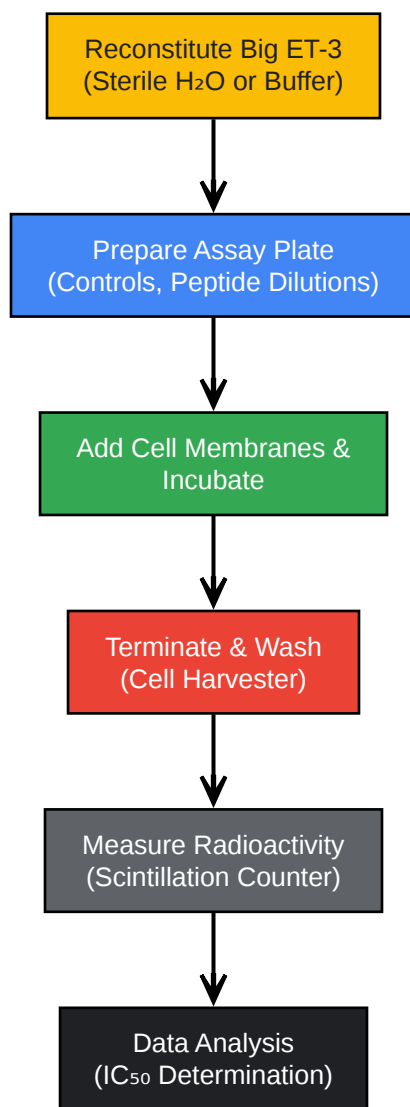 Reconstitute Big ET-3
(Sterile H₂O or Buffer)
Prepare Assay Plate
(Controls, Peptide Dilutions)
Add Cell Membranes &
Incubate
Terminate & Wash
(Cell Harvester)
Measure Radioactivity
(Scintillation Counter)
Data Analysis
(IC₅₀ Determination)